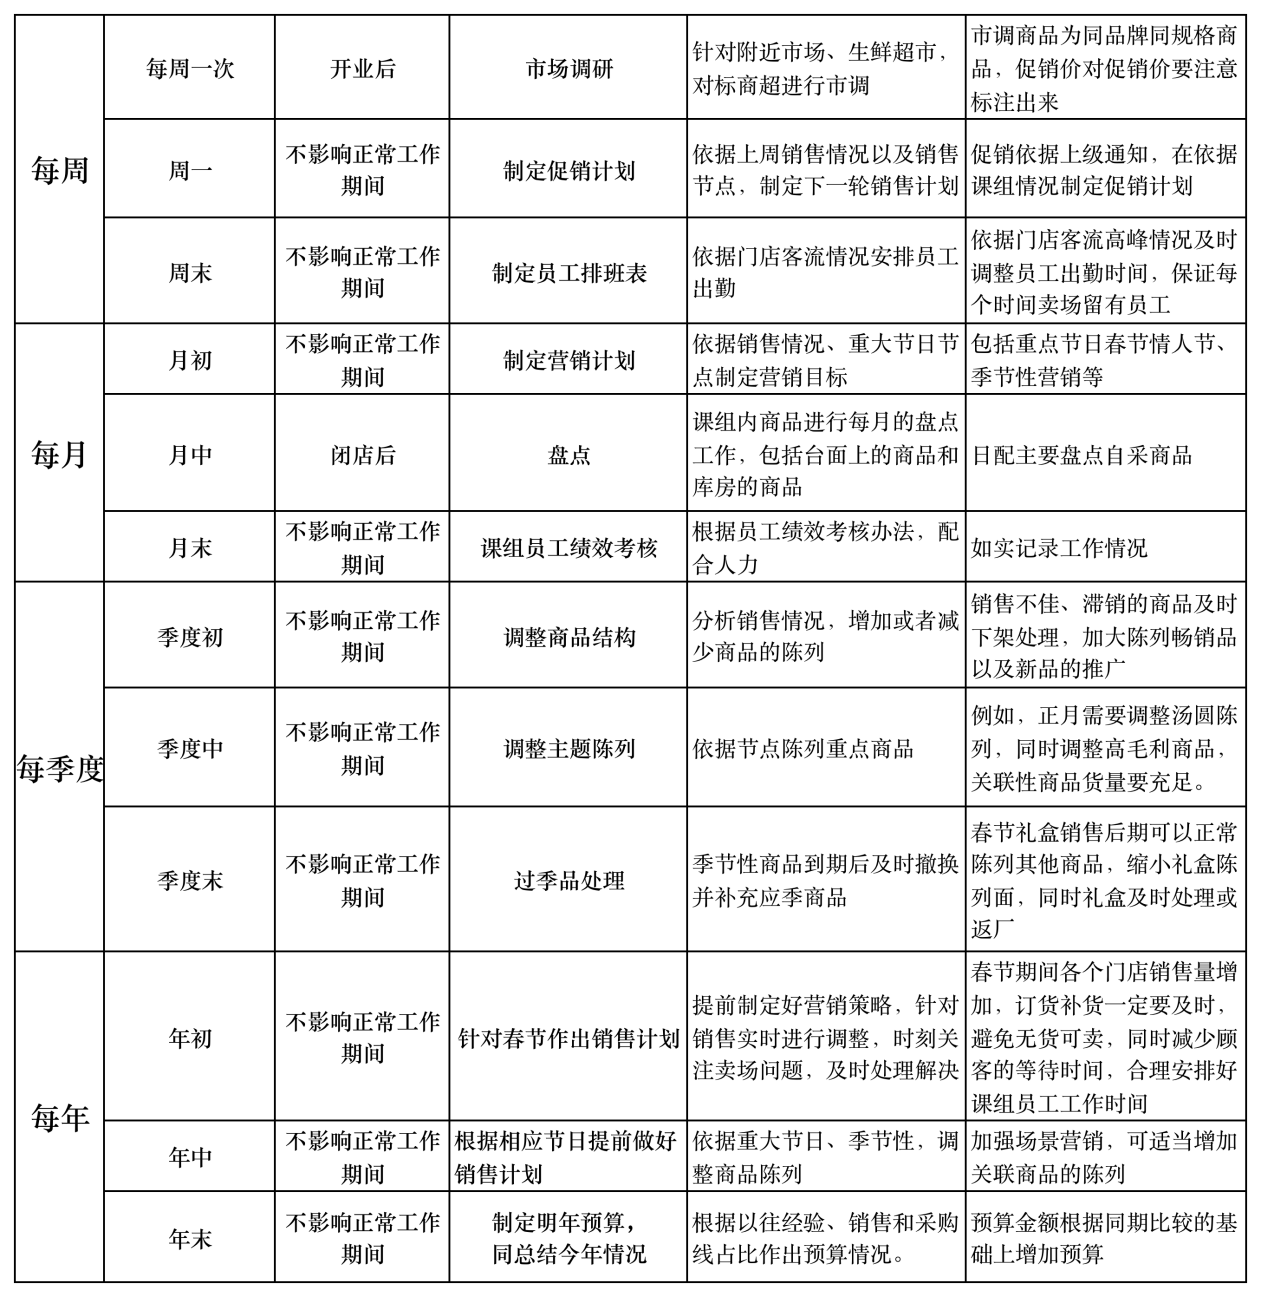 每周
每周一次
开业后
市场调研
针对附近市场、生鲜超市，
对标商超进行市调
市调商品为同品牌同规格商
品，促销价对促销价要注意
标注出来
周一
不影响正常工作
期间
制定促销计划
依据上周销售情况以及销售
节点，制定下一轮销售计划
促销依据上级通知，在依据
课组情况制定促销计划
周末
不影响正常工作
期间
制定员工排班表
依据门店客流情况安排员工
出勤
依据门店客流高峰情况及时
调整员工出勤时间，保证每
个时间卖场留有员工
每月
月初
不影响正常工作
期间
制定营销计划
依据销售情况、重大节日节
点制定营销目标
包括重点节日春节情人节、
季节性营销等
月中
闭店后
盘点
课组内商品进行每月的盘点
工作，包括台面上的商品和
库房的商品
日配主要盘点自采商品
月末
不影响正常工作
期间
课组员工绩效考核
根据员工绩效考核办法，配
合人力
如实记录工作情况
每季度
季度初
不影响正常工作
期间
调整商品结构
分析销售情况，增加或者减
少商品的陈列
销售不佳、滞销的商品及时
下架处理，加大陈列畅销品
以及新品的推广
季度中
不影响正常工作
期间
调整主题陈列
依据节点陈列重点商品
例如，正月需要调整汤圆陈
列，同时调整高毛利商品，
关联性商品货量要充足。
季度末
不影响正常工作
期间
过季品处理
季节性商品到期后及时撤换
并补充应季商品
春节礼盒销售后期可以正常
陈列其他商品，缩小礼盒陈
列面，同时礼盒及时处理或
返厂
每年
年初
不影响正常工作
期间
针对春节作出销售计划
提前制定好营销策略，针对
销售实时进行调整，时刻关
注卖场问题，及时处理解决
春节期间各个门店销售量增
加，订货补货一定要及时，
避免无货可卖，同时减少顾
客的等待时间，合理安排好
课组员工工作时间
年中
不影响正常工作
期间
根据相应节日提前做好
销售计划
依据重大节日、季节性，调
整商品陈列
加强场景营销，可适当增加
关联商品的陈列
年末
不影响正常工作
期间
制定明年预算，
同总结今年情况
根据以往经验、销售和采购
线占比作出预算情况。
预算金额根据同期比较的基
础上增加预算